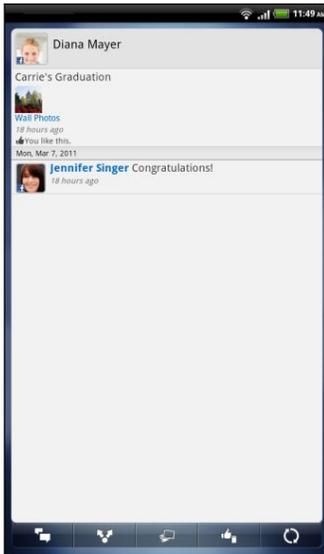 11:49 AM
Diana Mayer
Carrie's Graduation
Wall Photos
18 hours ago
You like this.
Mon, Mar 7, 2011
Jennifer Singer Congratulations!
18 hours ago